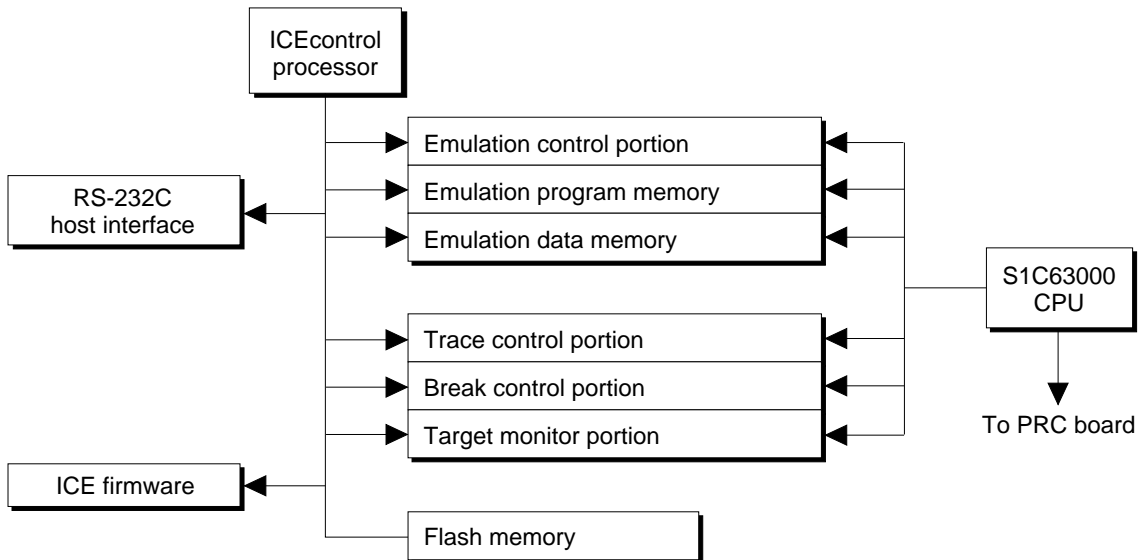 ICEcontrol
processor
Emulation control portion
Emulation program memory
Emulation data memory
RS-232C
host interface
S1C63000
CPU
Trace control portion
Break control portion
Target monitor portion
To PRC board
ICE firmware
Flash memory